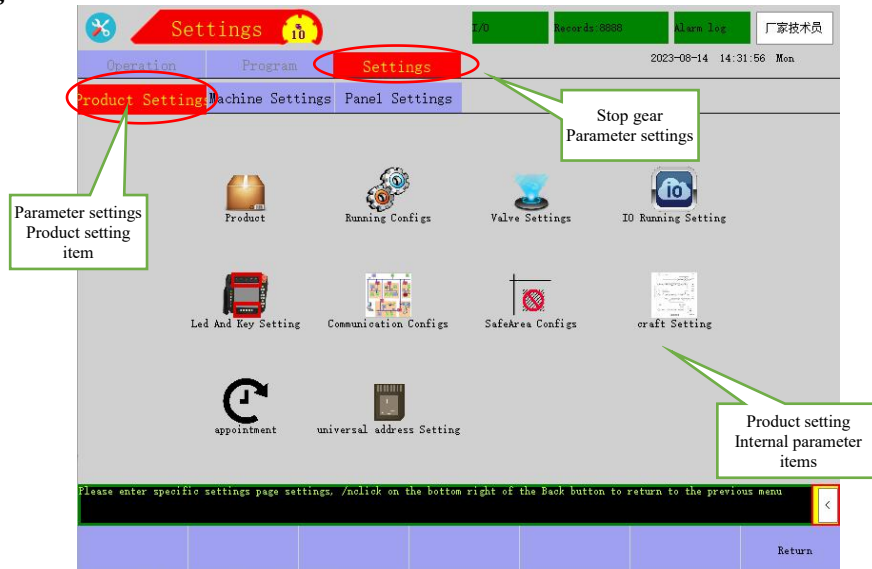 Settings
%
10
I/O
Records:8888
Alarm log
厂家技术员
Operation
Program
Settings
2023-08-14 14:31:56 Mon
Product Settings
Machine Settings
Panel Settings
Stop gear
Parameter settings
Parameter settings
Product setting
item
Product
Running Configs
Valve Settings
io
IO Running Setting
Led And Key Setting
Communication Configs
SafeArea Configs
craft Setting
appointment
universal address Setting
Product setting
Internal parameter
items
Please enter specific settings page settings, /nclick on the bottom right of the Back button to return to the previous menu
<
Return